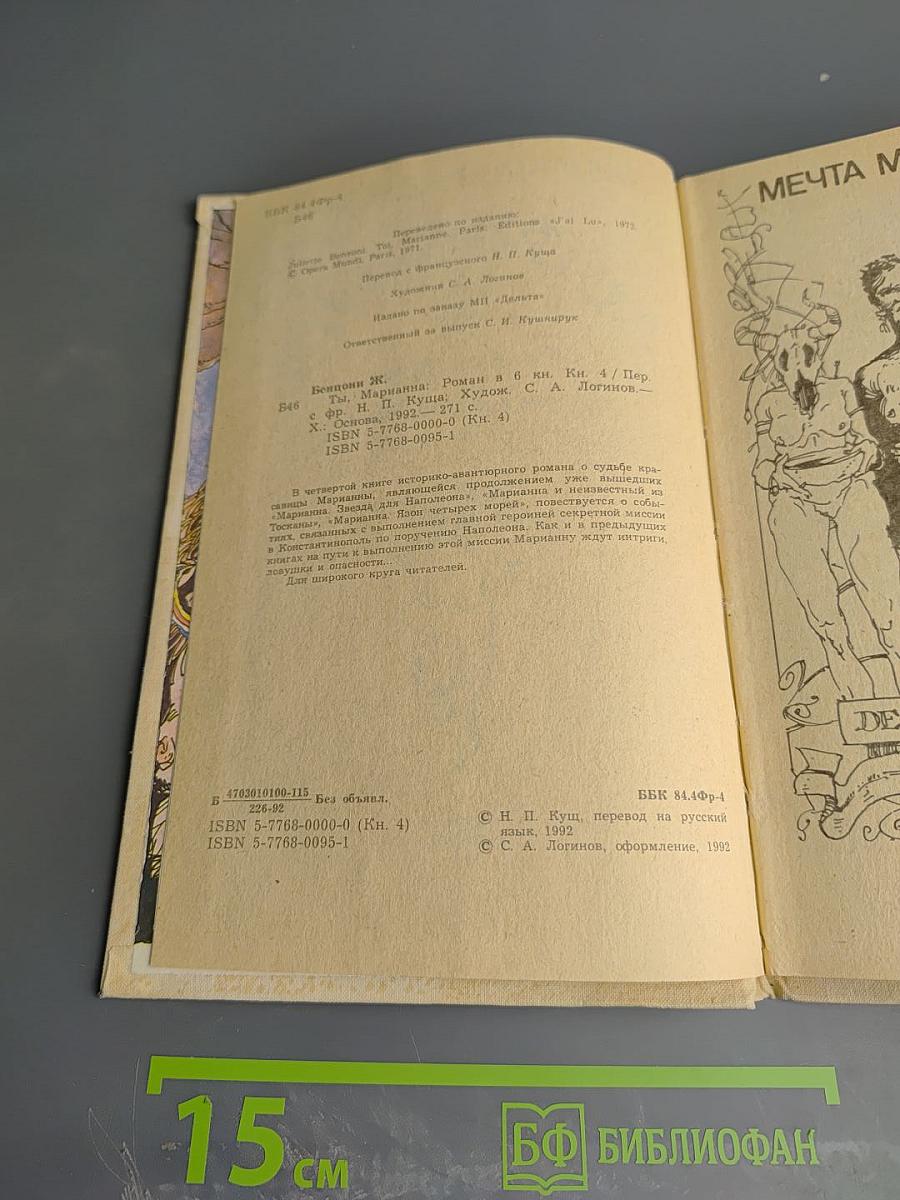 ББК 84.4Фр-4
Б46
Переведено по изданию:
Juliette Benzoni. Toi, Marianne. Paris: Editions «J'ai Lu», 1972.
© Opera Mundi, Paris, 1971.
Перевод с французского Н. П. Куща
Художник С. А. Логинов
Издано по заказу МП «Дельта»
Ответственный за выпуск С. И. Кушнирук
Бенцони Ж.
Б46 Ты, Марианна: Роман в 6 кн. Кн. 4 / Пер.
с фр. Н. П. Куща; Худож. С. А. Логинов.—
Х.: Основа, 1992.— 271 с.
ISBN 5-7768-0000-0 (Кн. 4)
ISBN 5-7768-0095-1
В четвертой книге историко-авантюрного романа о судьбе кра-
савицы Марианны, являющейся продолжением уже вышедших
«Марианна. Звезда для Наполеона», «Марианна и неизвестный из
Тосканы», «Марианна. Язон четырех морей», повествуется о собы-
тиях, связанных с выполнением главной героиней секретной миссии
в Константинополь по поручению Наполеона. Как и в предыдущих
книгах на пути к выполнению этой миссии Марианну ждут интриги,
ловушки и опасности...
Для широкого круга читателей.
Б 4703010100-115 Без объявл.
226-92
ББК 84.4Фр-4
ISBN 5-7768-0000-0 (Кн. 4)
ISBN 5-7768-0095-1
© Н. П. Кущ, перевод на русский
язык, 1992
© С. А. Логинов, оформление, 1992
МЕЧТА
15 см
БФ БИБЛИОФАН